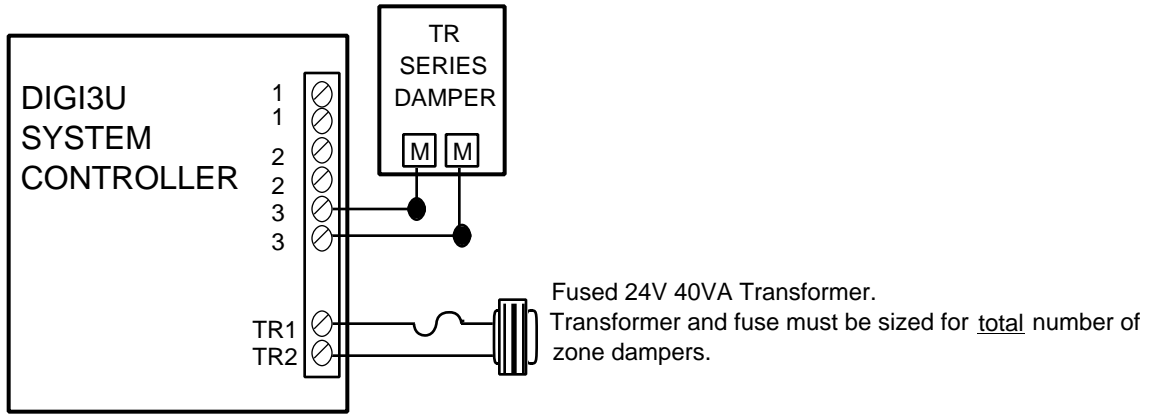 TR
SERIES
DAMPER
M M
DIGI3U
SYSTEM
CONTROLLER
1
1
2
2
3
3
TR1
TR2
Fused 24V 40VA Transformer.
Transformer and fuse must be sized for total number of
zone dampers.